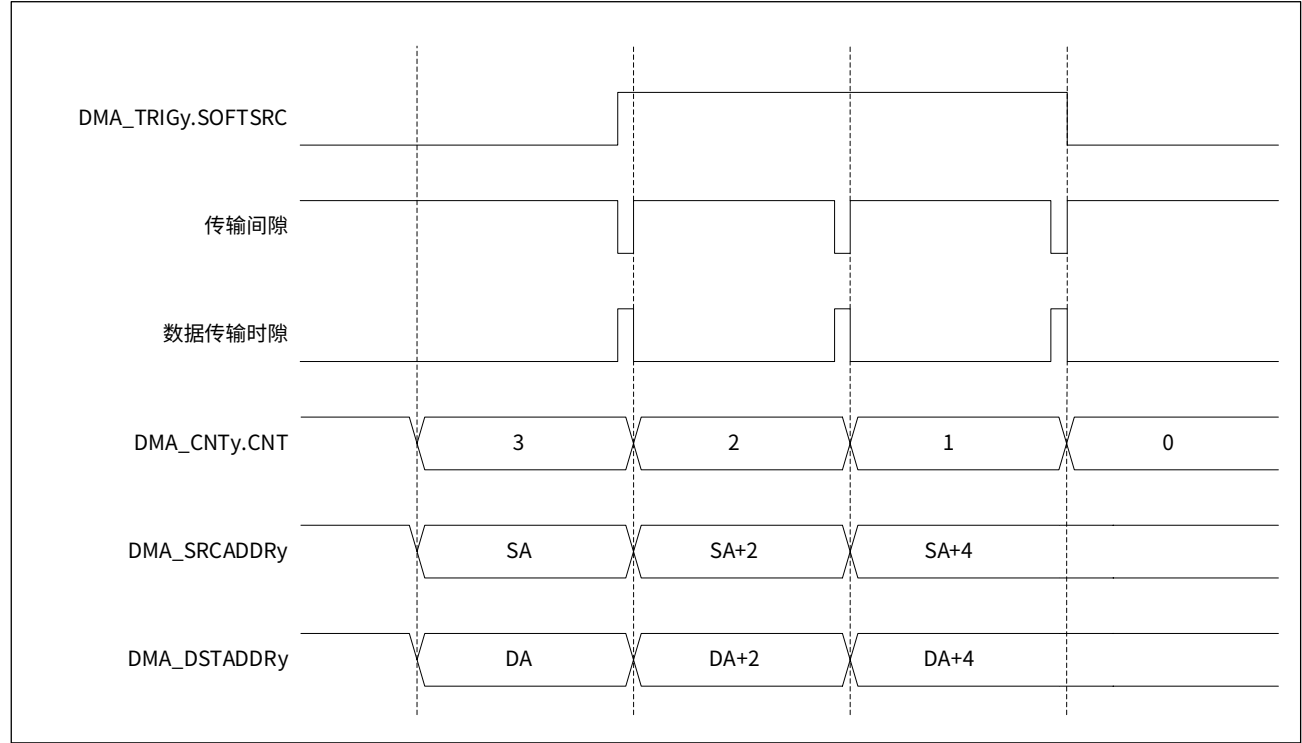 DMA_TRIGy.SOFTSRC
传输间隙
数据传输时隙
DMA_CNTy.CNT 3 2 1 0
DMA_SRCADDRy SA SA+2 SA+4
DMA_DSTADDRy DA DA+2 DA+4